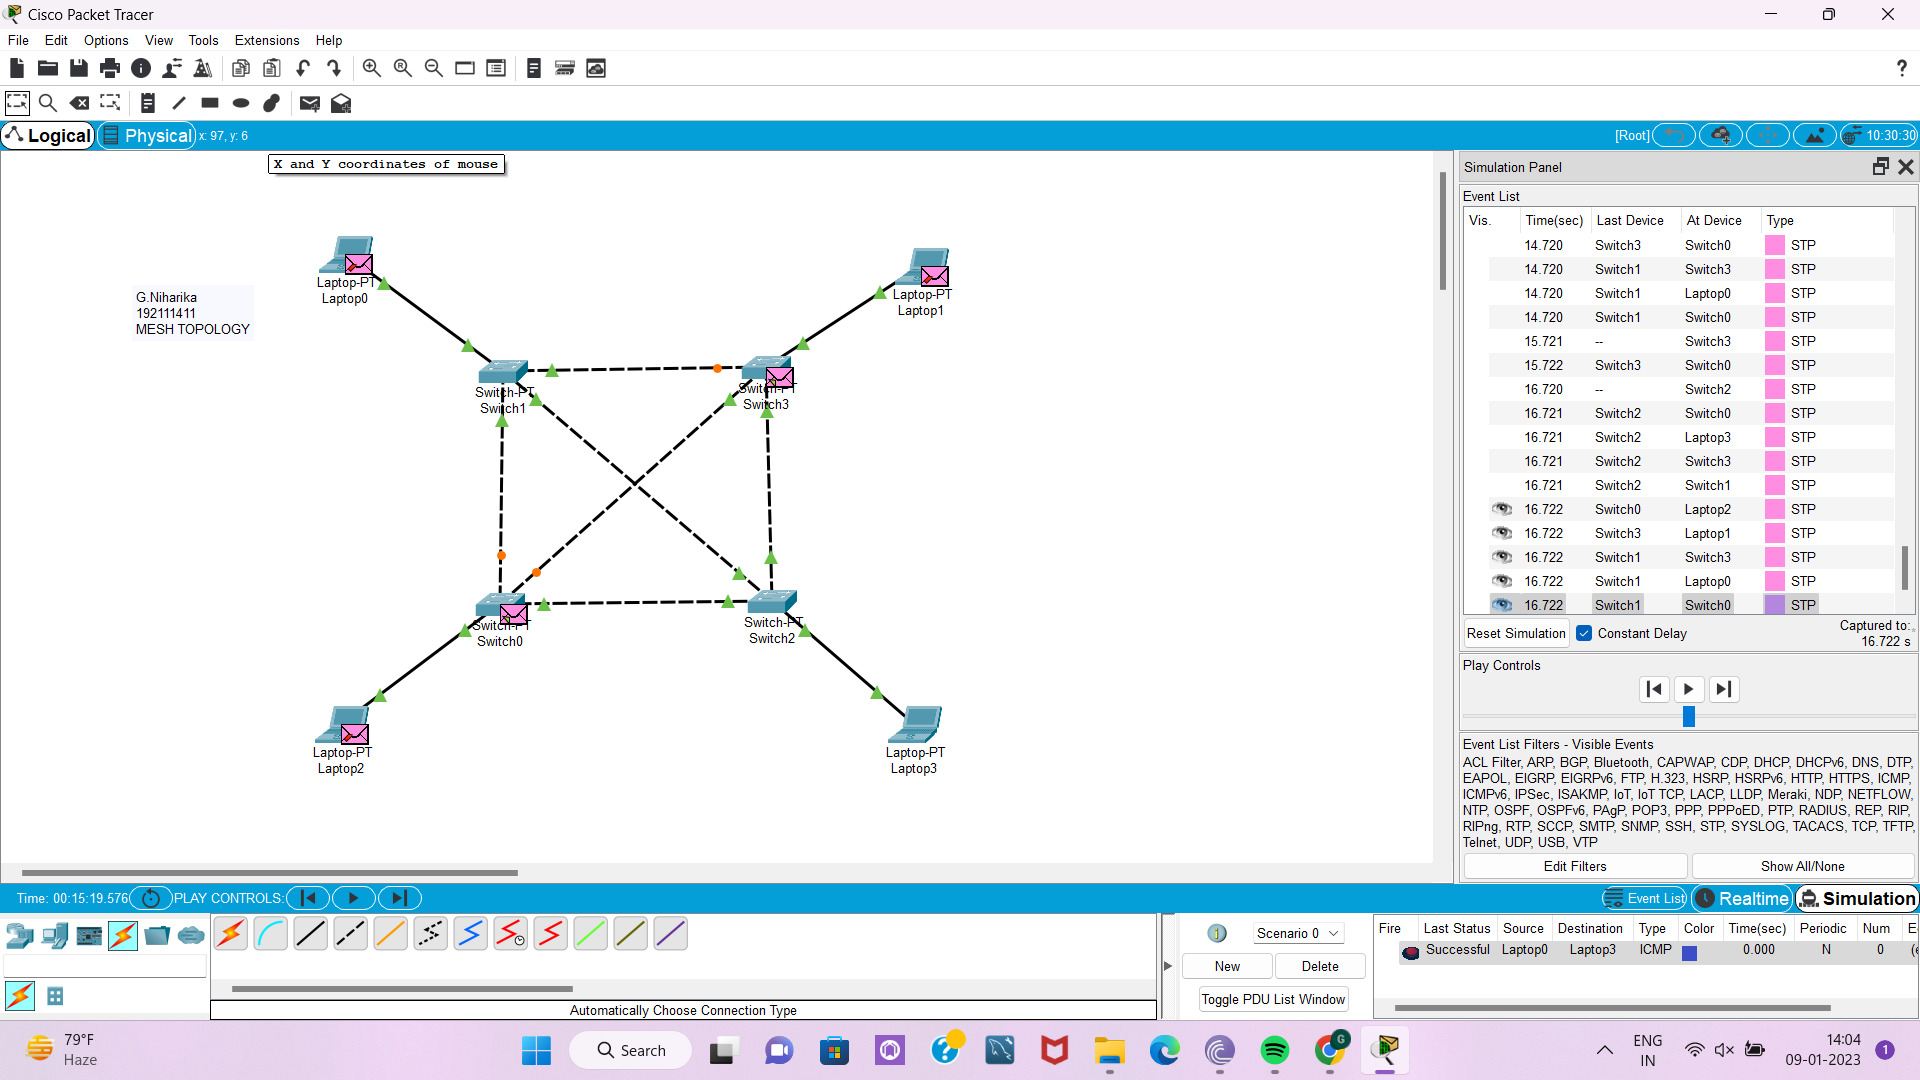 Cisco Packet Tracer
File Edit Options View Tools Extensions Help
Logical Physical x: 97, y: 6 [Root] 10:30:30
X and Y coordinates of mouse
G.Niharika
192111411
MESH TOPOLOGY
Laptop-PT
Laptop0
Laptop-PT
Laptop1
Switch-PT
Switch1
Switch-PT
Switch3
Switch-PT
Switch0
Switch-PT
Switch2
Laptop-PT
Laptop2
Laptop-PT
Laptop3
Simulation Panel
Event List
Vis. Time(sec) Last Device At Device Type
14.720 Switch3 Switch0 STP
14.720 Switch1 Switch3 STP
14.720 Switch1 Laptop0 STP
14.720 Switch1 Switch0 STP
15.721 -- Switch3 STP
15.722 Switch3 Switch0 STP
16.720 -- Switch2 STP
16.721 Switch2 Switch0 STP
16.721 Switch2 Laptop3 STP
16.721 Switch2 Switch3 STP
16.721 Switch2 Switch1 STP
16.722 Switch0 Laptop2 STP
16.722 Switch3 Laptop1 STP
16.722 Switch1 Switch3 STP
16.722 Switch1 Laptop0 STP
16.722 Switch1 Switch0 STP
Reset Simulation Constant Delay Captured to:
16.722 s
Play Controls
Event List Filters - Visible Events
ACL Filter, ARP, BGP, Bluetooth, CAPWAP, CDP, DHCP, DHCPv6, DNS, DTP,
EAPOL, EIGRP, EIGRPv6, FTP, H.323, HSRP, HSRPv6, HTTP, HTTPS, ICMP,
ICMPv6, IPSec, ISAKMP, IoT, IoT TCP, LACP, LLDP, Meraki, NDP, NETFLOW,
NTP, OSPF, OSPFv6, PAgP, POP3, PPP, PPPoED, PTP, RADIUS, REP, RIP,
RIPng, RTP, SCCP, SMTP, SNMP, SSH, STP, SYSLOG, TACACS, TCP, TFTP,
Telnet, UDP, USB, VTP
Edit Filters Show All/None
Time: 00:15:19.576 PLAY CONTROLS: Event List Realtime Simulation
Automatically Choose Connection Type
Scenario 0
New Delete
Toggle PDU List Window
Fire Last Status Source Destination Type Color Time(sec) Periodic Num E
Successful Laptop0 Laptop3 ICMP 0.000 N 0 (e
79°F
Haze
Search
ENG
IN
14:04
09-01-2023
1